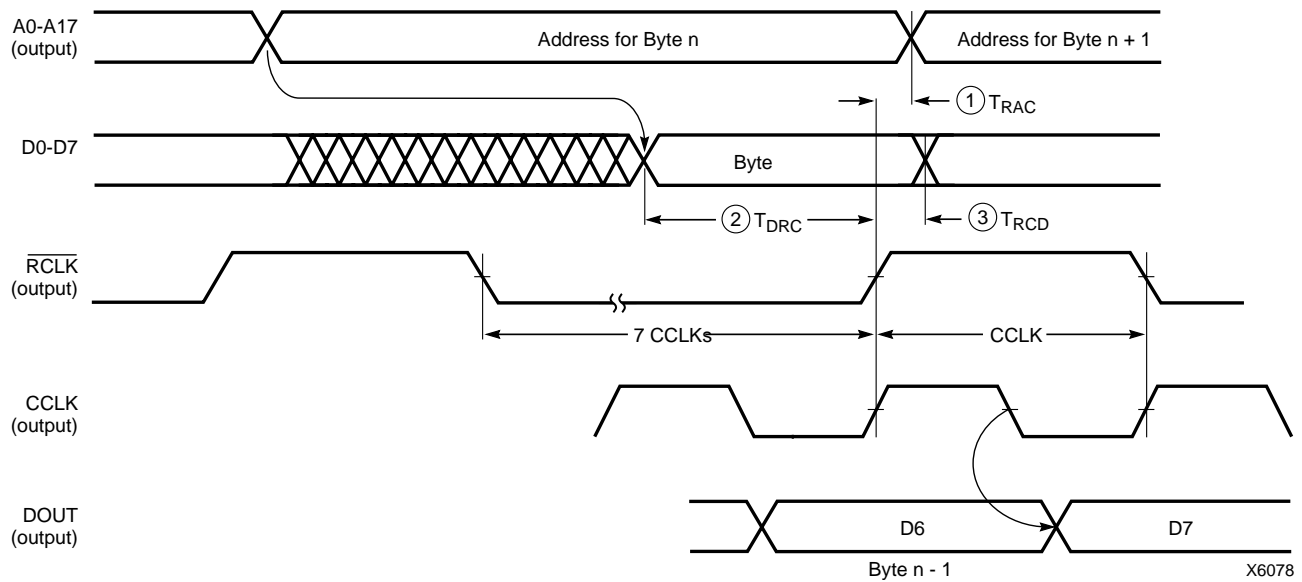 A0-A17
(output)
Address for Byte n
Address for Byte n + 1
1 TRAC
D0-D7
Byte
2 TDRC
3 TRCD
RCLK
(output)
7 CCLKs
CCLK
CCLK
(output)
DOUT
(output)
D6
D7
Byte n - 1
X6078